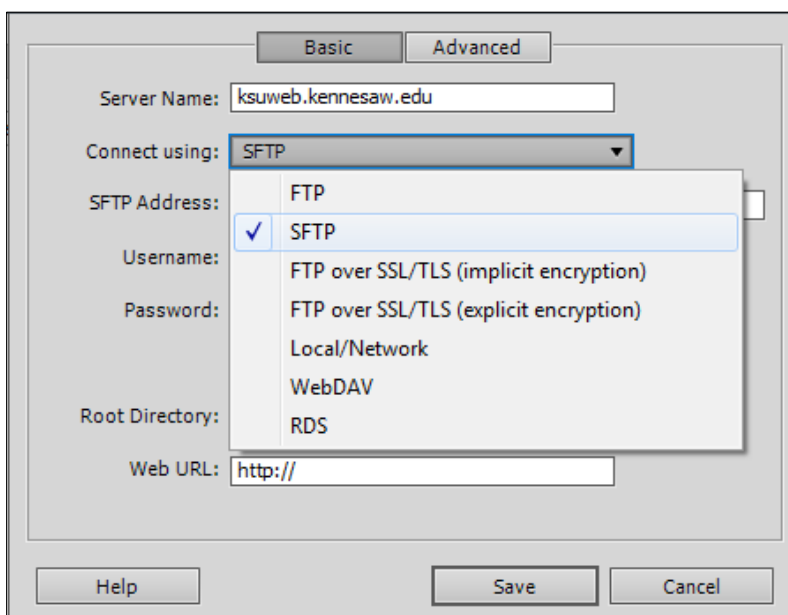 Basic
Advanced
Server Name: ksuweb.kennesaw.edu
Connect using: SFTP
SFTP Address:
FTP
SFTP
Username:
FTP over SSL/TLS (implicit encryption)
Password:
FTP over SSL/TLS (explicit encryption)
Local/Network
WebDAV
Root Directory:
RDS
Web URL: http://
Help
Save
Cancel